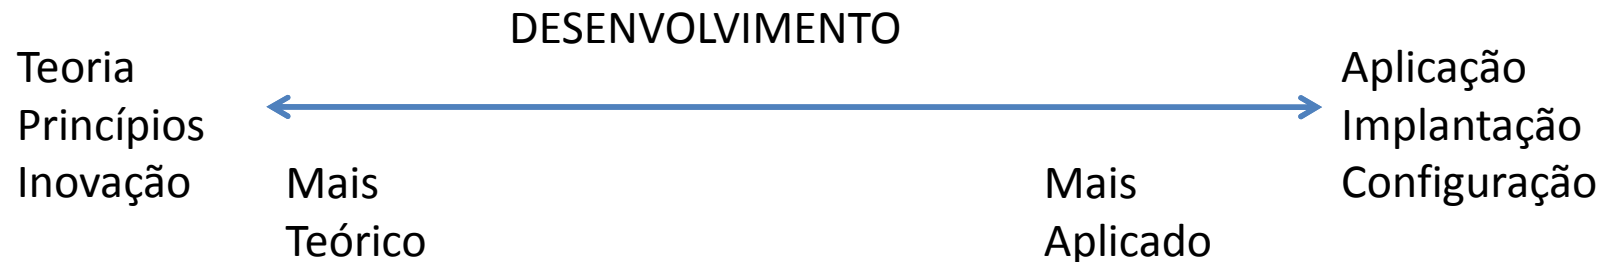 DESENVOLVIMENTO
Teoria
Princípios
Inovação
Mais
Teórico
Mais
Aplicado
Aplicação
Implantação
Configuração